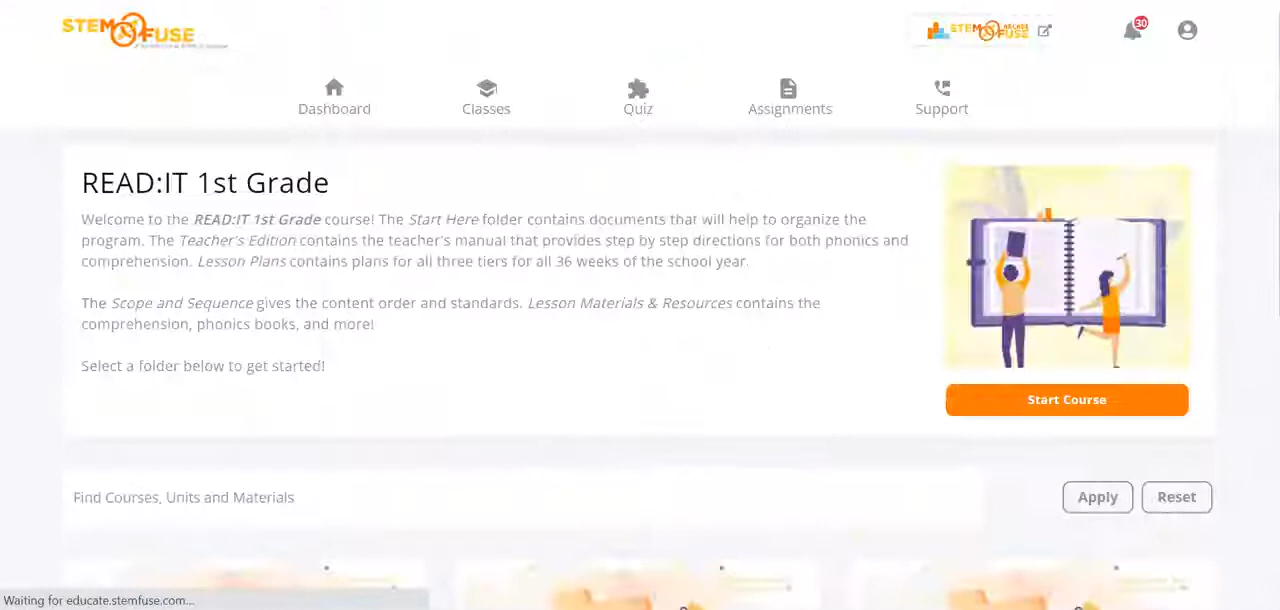 STEM FUSE
STEM FUSE ARCADE
30
Dashboard
Classes
Quiz
Assignments
Support
READ:IT 1st Grade
Welcome to the READ:IT 1st Grade course! The Start Here folder contains documents that will help to organize the
program. The Teacher's Edition contains the teacher's manual that provides step by step directions for both phonics and
comprehension. Lesson Plans contains plans for all three tiers for all 36 weeks of the school year.
The Scope and Sequence gives the content order and standards. Lesson Materials & Resources contains the
comprehension, phonics books, and more!
Select a folder below to get started!
Start Course
Find Courses, Units and Materials
Apply
Reset
Waiting for educate.stemfuse.com...